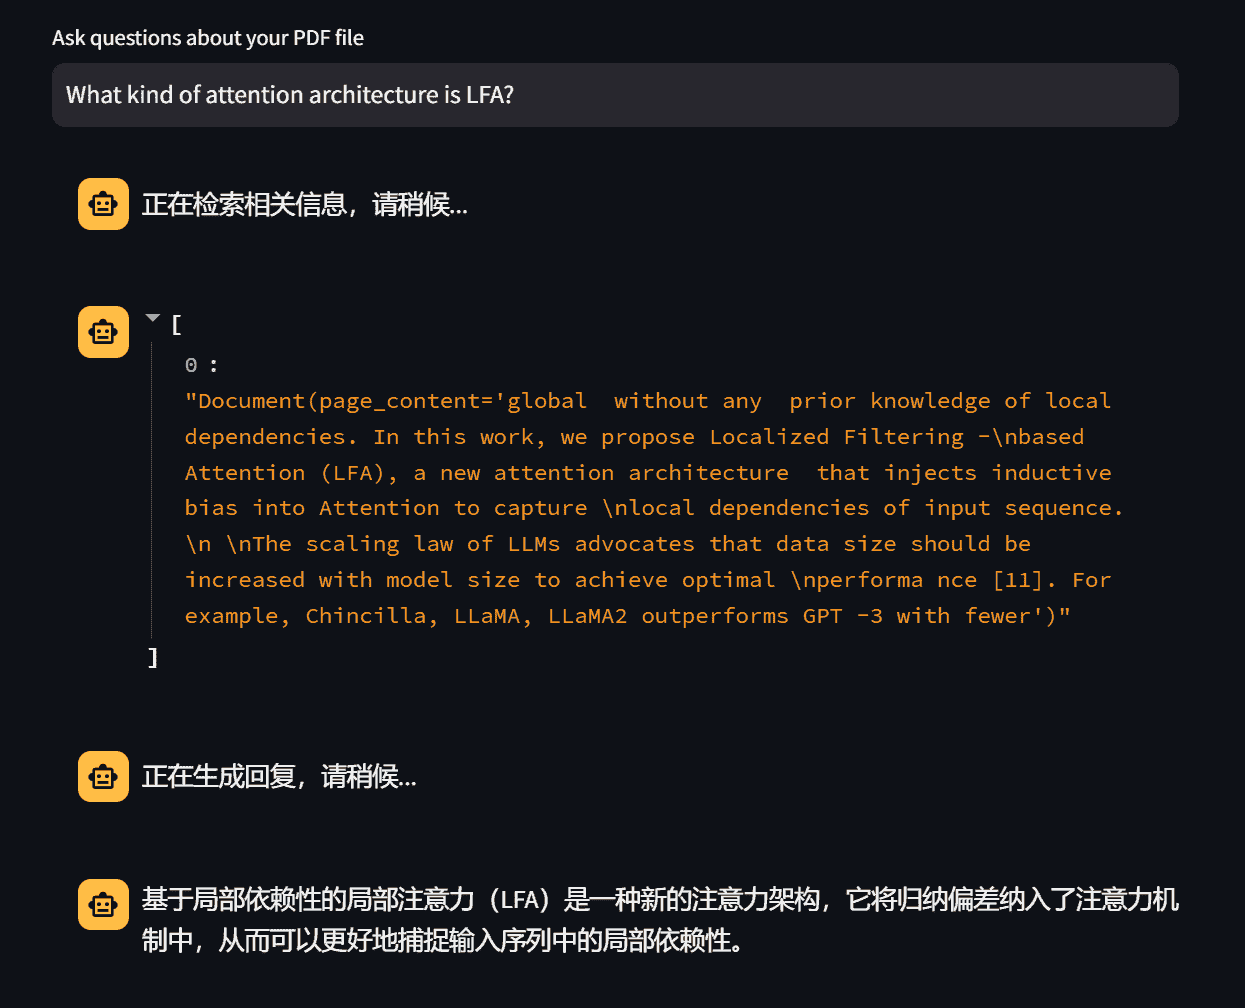 Ask questions about your PDF file
What kind of attention architecture is LFA?
正在检索相关信息，请稍候...
[
0 :
"Document(page_content='global  without any  prior knowledge of local
dependencies. In this work, we propose Localized Filtering -\nbased
Attention (LFA), a new attention architecture  that injects inductive
bias into Attention to capture \nlocal dependencies of input sequence.
\n \nThe scaling law of LLMs advocates that data size should be
increased with model size to achieve optimal \nperforma nce [11]. For
example, Chincilla, LLaMA, LLaMA2 outperforms GPT -3 with fewer')"
]
正在生成回复，请稍候...
基于局部依赖性的局部注意力（LFA）是一种新的注意力架构，它将归纳偏差纳入了注意力机
制中，从而可以更好地捕捉输入序列中的局部依赖性。